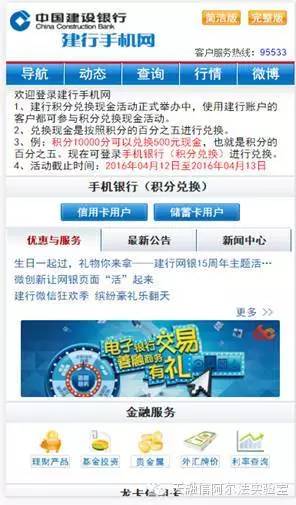 中国建设银行
China Construction Bank
简洁版 完整版
建行手机网
客户服务热线：95533
导航 动态 查询 行情 微博
欢迎登录建行手机网
1、建行积分兑换现金活动正式举办中，使用建行账户的
客户都可参与积分兑换现金活动。
2、兑换现金是按照积分的百分之五进行兑换。
3、例：积分10000分可以兑换500元现金，也就是积分的
百分之五。现在可登录手机银行（积分兑换）进行兑换。
4、活动截止时间：2016年04月12日至2016年04月13日
手机银行（积分兑换）
信用卡用户 储蓄卡用户
优惠与服务 最新公告 新闻中心
生日一起过，礼物你来拿——建行网银15周年主题活…
微创新让网银页面“活”起来
建行微信狂欢季 缤纷豪礼乐翻天
更多 >>
电子银行 交易
善融商务 有礼
金融服务
理财产品 基金投资 贵金属 外汇牌价 利率查询
天融信阿尔法实验室
龙卡信用卡